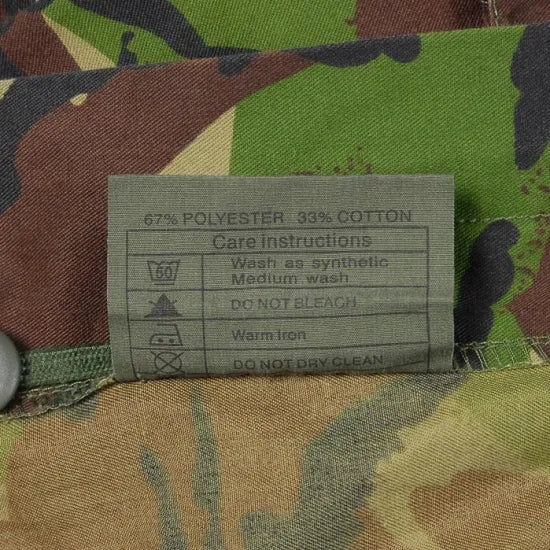 67% POLYESTER 33% COTTON
Care instructions
Wash as synthetic
Medium wash
60
DO NOT BLEACH
Warm Iron
DO NOT DRY CLEAN